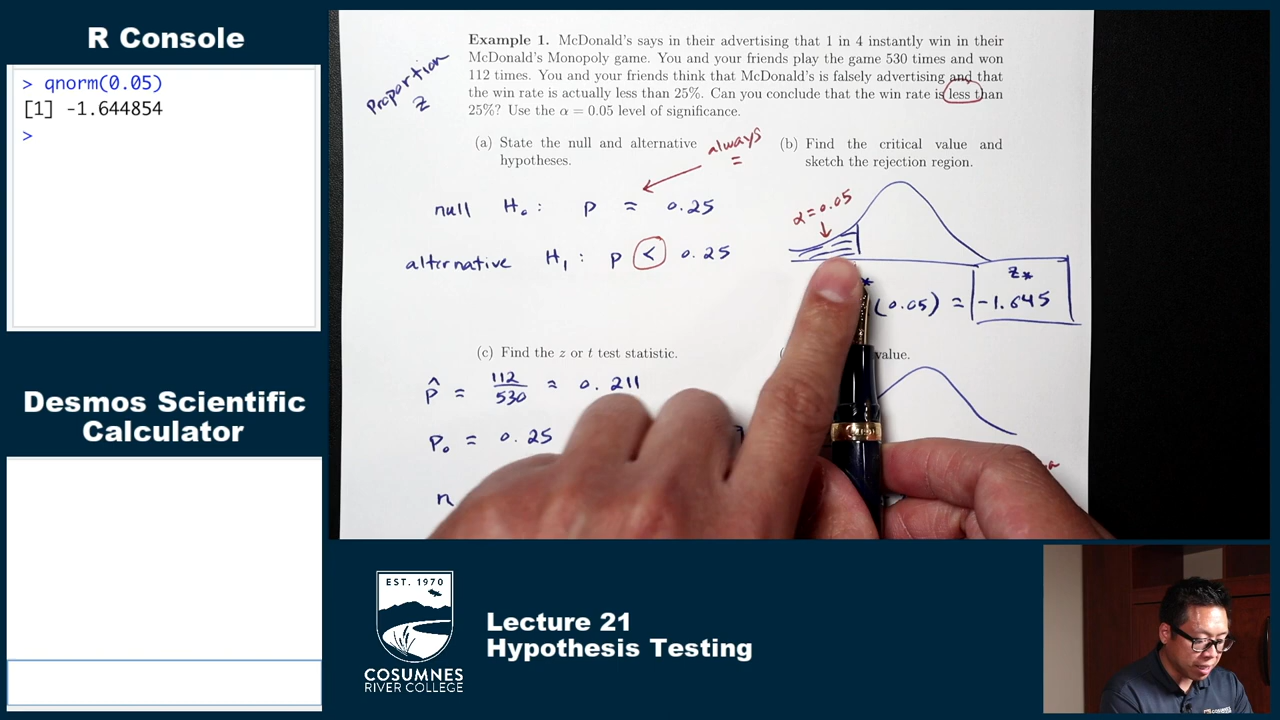 R Console
> qnorm(0.05)
[1] -1.644854
>
Desmos Scientific
Calculator
Proportion
Z
Example 1. McDonald's says in their advertising that 1 in 4 instantly win in their
McDonald's Monopoly game. You and your friends play the game 530 times and won
112 times. You and your friends think that McDonald's is falsely advertising and that
the win rate is actually less than 25%. Can you conclude that the win rate is less than
25%? Use the α = 0.05 level of significance.
(a) State the null and alternative
hypotheses.
always
=
null H₀: p = 0.25
alternative H₁: p < 0.25
(b) Find the critical value and
sketch the rejection region.
α=0.05
(0.05) = -1.645
z*
(c) Find the z or t test statistic.
p̂ = 112/530 ≈ 0.211
P₀ = 0.25
n
value.
EST. 1970
COSUMNES
RIVER COLLEGE
Lecture 21
Hypothesis Testing